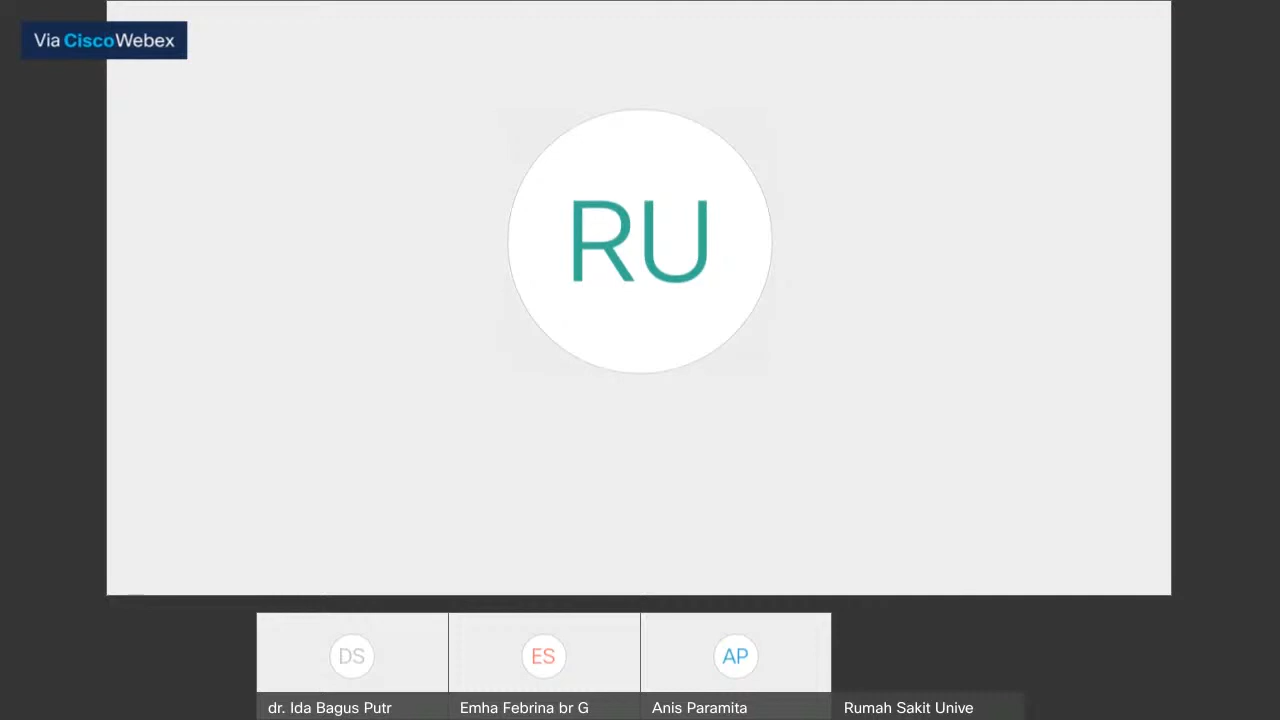 Via CiscoWebex
RU
DS
ES
AP
dr. Ida Bagus Putr
Emha Febrina br G
Anis Paramita
Rumah Sakit Unive